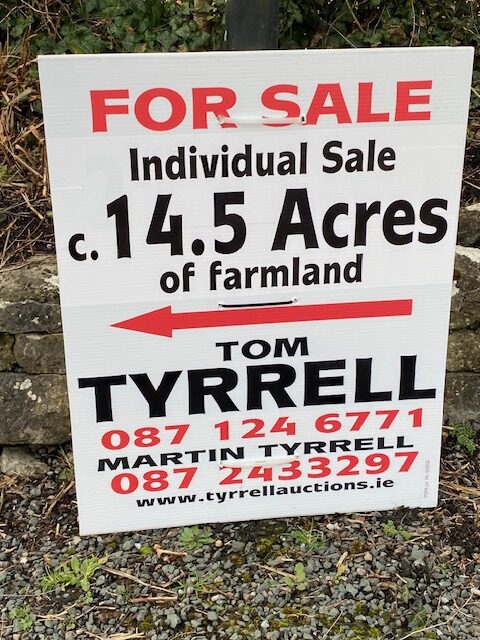 FOR SALE
Individual Sale
c. 14.5 Acres
of farmland
TOM
TYRRELL
087 124 6771
MARTIN TYRRELL
087 2433297
www.tyrrellauctions.ie